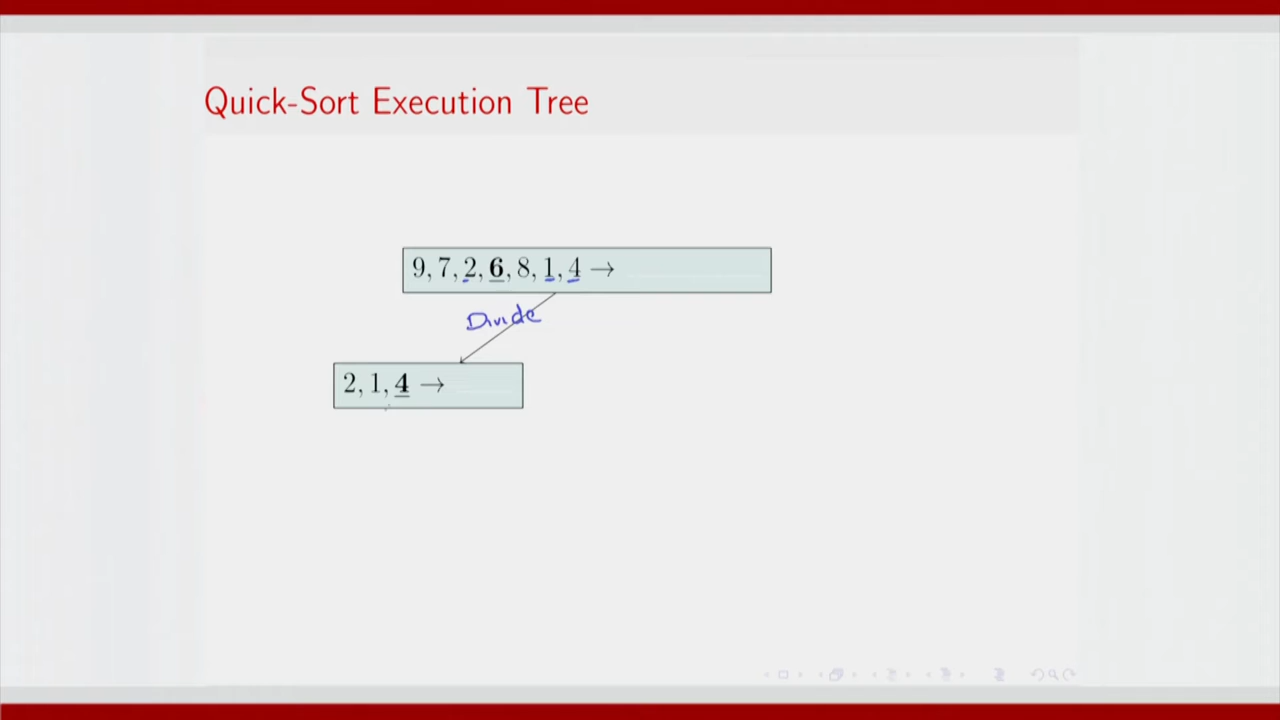 Quick-Sort Execution Tree
9, 7, 2, 6, 8, 1, 4 →
Divide
2, 1, 4 →